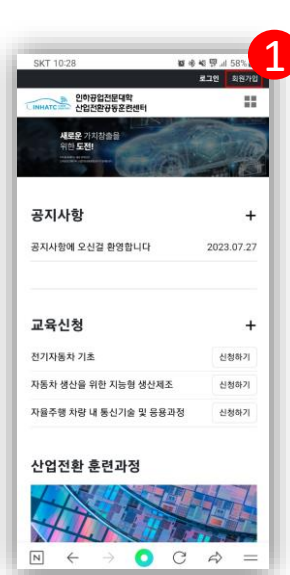 SKT 10:28
58%
1
로그인 회원가입
INHATC
인하공업전문대학
산업전환공동훈련센터
새로운 가치창출을
위한 도전!
공지사항 +
공지사항에 오신걸 환영합니다 2023.07.27
교육신청 +
전기자동차 기초 신청하기
자동차 생산을 위한 지능형 생산제조 신청하기
자율주행 차량 내 통신기술 및 응용과정 신청하기
산업전환 훈련과정
N